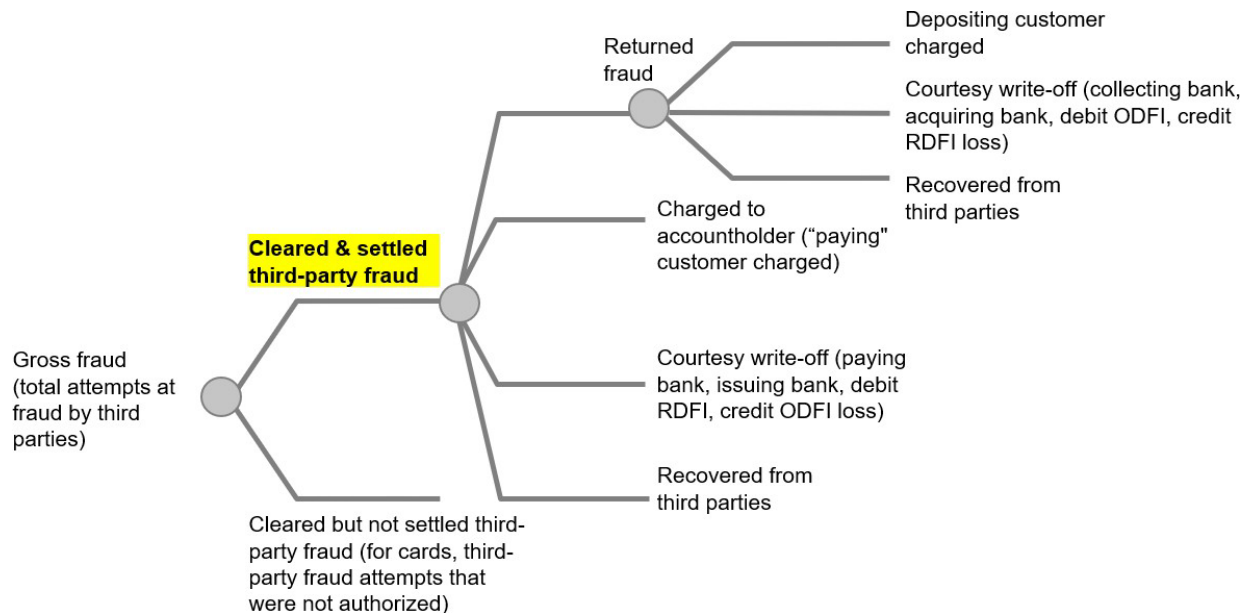 Depositing customer
charged
Returned
fraud
Courtesy write-off (collecting bank,
acquiring bank, debit ODFI, credit
RDFI loss)
Recovered from
third parties
Charged to
accountholder (“paying"
customer charged)
Cleared & settled
third-party fraud
Gross fraud
(total attempts at
fraud by third
parties)
Courtesy write-off (paying
bank, issuing bank, debit
RDFI, credit ODFI loss)
Recovered from
third parties
Cleared but not settled third-
party fraud (for cards, third-
party fraud attempts that
were not authorized)